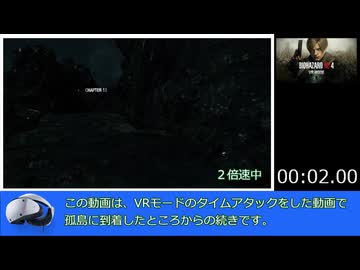 CHAPTER 13
BIOHAZARD RE:4
VR MODE
2倍速中
00:02.00
この動画は、VRモードのタイムアタックをした動画で
孤島に到着したところからの続きです。